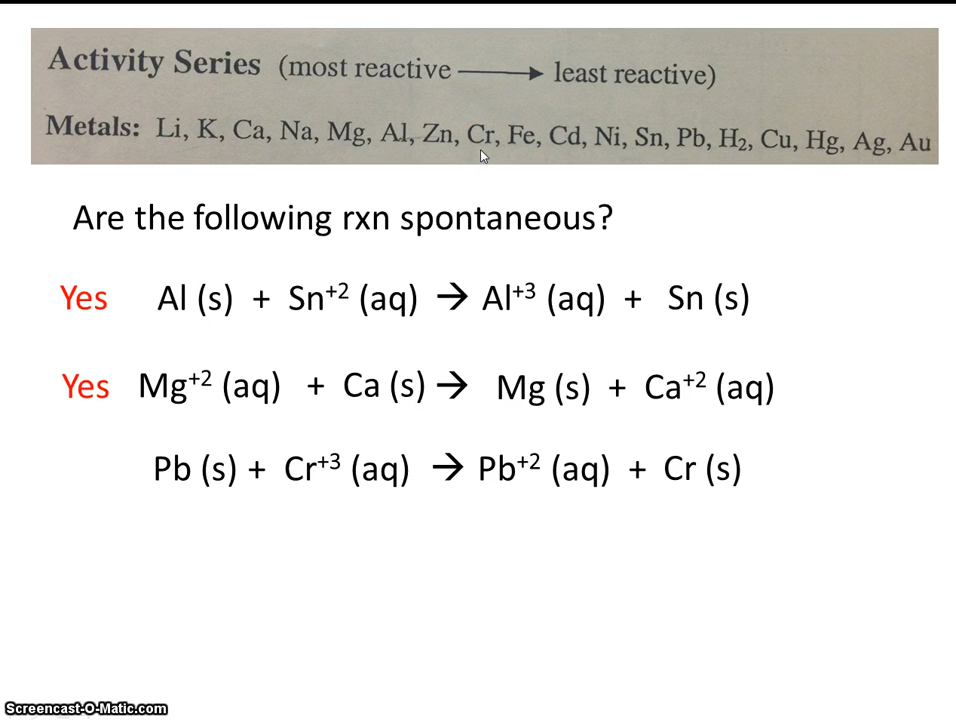 Activity Series (most reactive ⟶ least reactive)
Metals: Li, K, Ca, Na, Mg, Al, Zn, Cr, Fe, Cd, Ni, Sn, Pb, H₂, Cu, Hg, Ag, Au
Are the following rxn spontaneous?
Yes Al (s) + Sn⁺² (aq) → Al⁺³ (aq) + Sn (s)
Yes Mg⁺² (aq) + Ca (s) → Mg (s) + Ca⁺² (aq)
Pb (s) + Cr⁺³ (aq) → Pb⁺² (aq) + Cr (s)
Screencast-O-Matic.com